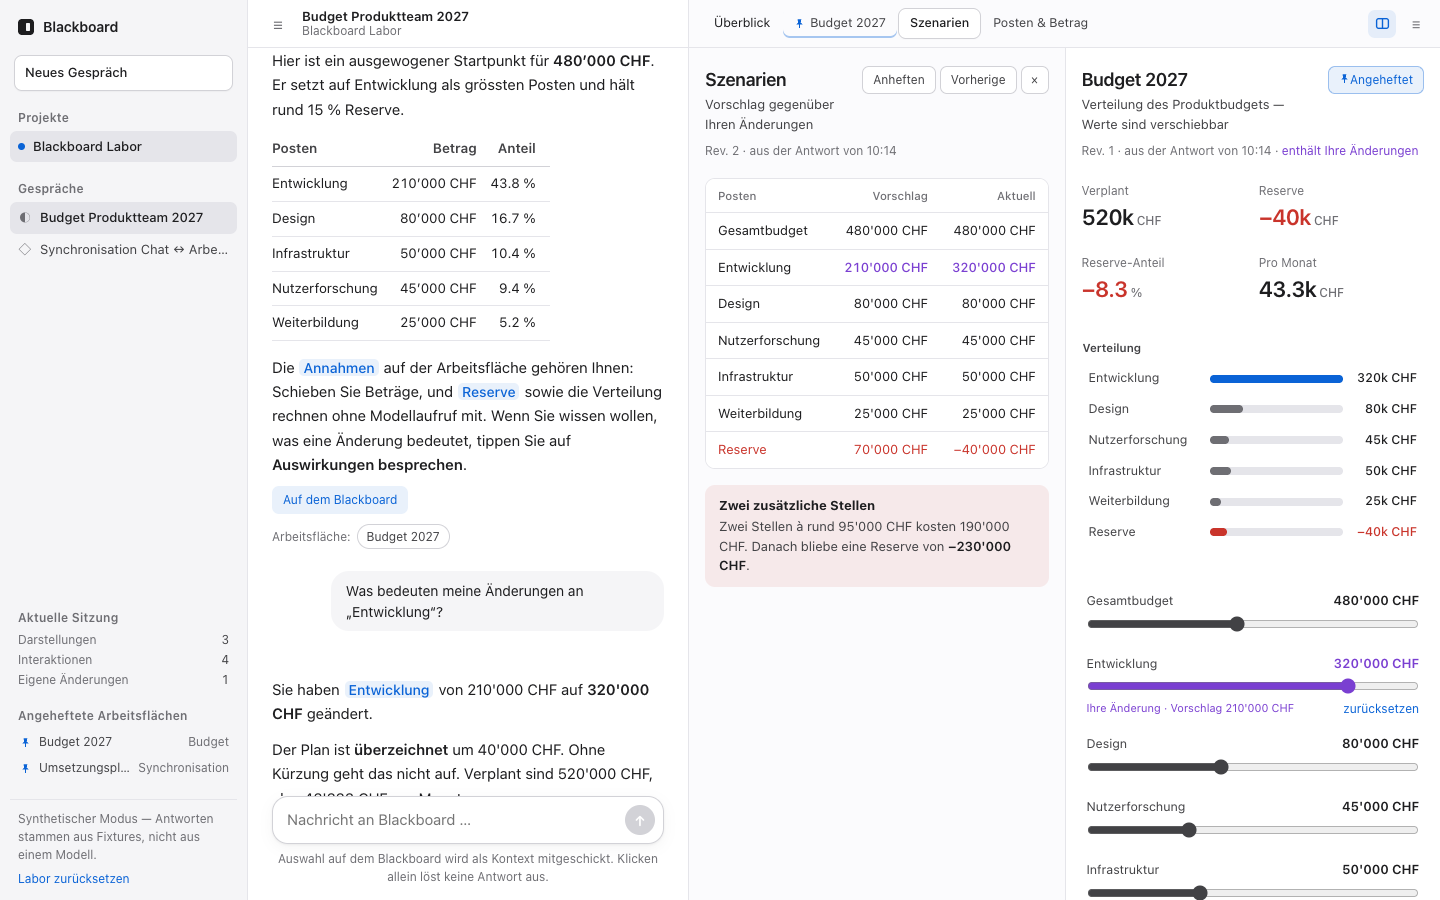 Blackboard
Neues Gespräch
Projekte
Blackboard Labor
Gespräche
Budget Produktteam 2027
Synchronisation Chat ↔ Arbe...
Aktuelle Sitzung
Darstellungen 3
Interaktionen 4
Eigene Änderungen 1
Angeheftete Arbeitsflächen
Budget 2027 Budget
Umsetzungspl... Synchronisation
Synthetischer Modus — Antworten
stammen aus Fixtures, nicht aus
einem Modell.
Labor zurücksetzen
Budget Produktteam 2027
Blackboard Labor
Hier ist ein ausgewogener Startpunkt für 480’000 CHF.
Er setzt auf Entwicklung als grössten Posten und hält
rund 15 % Reserve.
Posten Betrag Anteil
Entwicklung 210’000 CHF 43.8 %
Design 80’000 CHF 16.7 %
Infrastruktur 50’000 CHF 10.4 %
Nutzerforschung 45’000 CHF 9.4 %
Weiterbildung 25’000 CHF 5.2 %
Die Annahmen auf der Arbeitsfläche gehören Ihnen:
Schieben Sie Beträge, und Reserve sowie die Verteilung
rechnen ohne Modellaufruf mit. Wenn Sie wissen wollen,
was eine Änderung bedeutet, tippen Sie auf
Auswirkungen besprechen.
Auf dem Blackboard
Arbeitsfläche: Budget 2027
Was bedeuten meine Änderungen an
„Entwicklung“?
Sie haben Entwicklung von 210'000 CHF auf 320'000
CHF geändert.
Der Plan ist überzeichnet um 40'000 CHF. Ohne
Kürzung geht das nicht auf. Verplant sind 520'000 CHF,
Nachricht an Blackboard ...
Auswahl auf dem Blackboard wird als Kontext mitgeschickt. Klicken
allein löst keine Antwort aus.
Überblick Budget 2027 Szenarien Posten & Betrag
Szenarien Anheften Vorherige ×
Vorschlag gegenüber
Ihren Änderungen
Rev. 2 · aus der Antwort von 10:14
Posten Vorschlag Aktuell
Gesamtbudget 480'000 CHF 480'000 CHF
Entwicklung 210'000 CHF 320'000 CHF
Design 80'000 CHF 80'000 CHF
Nutzerforschung 45'000 CHF 45'000 CHF
Infrastruktur 50'000 CHF 50'000 CHF
Weiterbildung 25'000 CHF 25'000 CHF
Reserve 70'000 CHF −40'000 CHF
Zwei zusätzliche Stellen
Zwei Stellen à rund 95'000 CHF kosten 190'000
CHF. Danach bliebe eine Reserve von −230'000
CHF.
Budget 2027 Angeheftet
Verteilung des Produktbudgets —
Werte sind verschiebbar
Rev. 1 · aus der Antwort von 10:14 · enthält Ihre Änderungen
Verplant Reserve
520k CHF −40k CHF
Reserve-Anteil Pro Monat
−8.3 % 43.3k CHF
Verteilung
Entwicklung 320k CHF
Design 80k CHF
Nutzerforschung 45k CHF
Infrastruktur 50k CHF
Weiterbildung 25k CHF
Reserve −40k CHF
Gesamtbudget 480'000 CHF
Entwicklung 320'000 CHF
Ihre Änderung · Vorschlag 210'000 CHF zurücksetzen
Design 80'000 CHF
Nutzerforschung 45'000 CHF
Infrastruktur 50'000 CHF